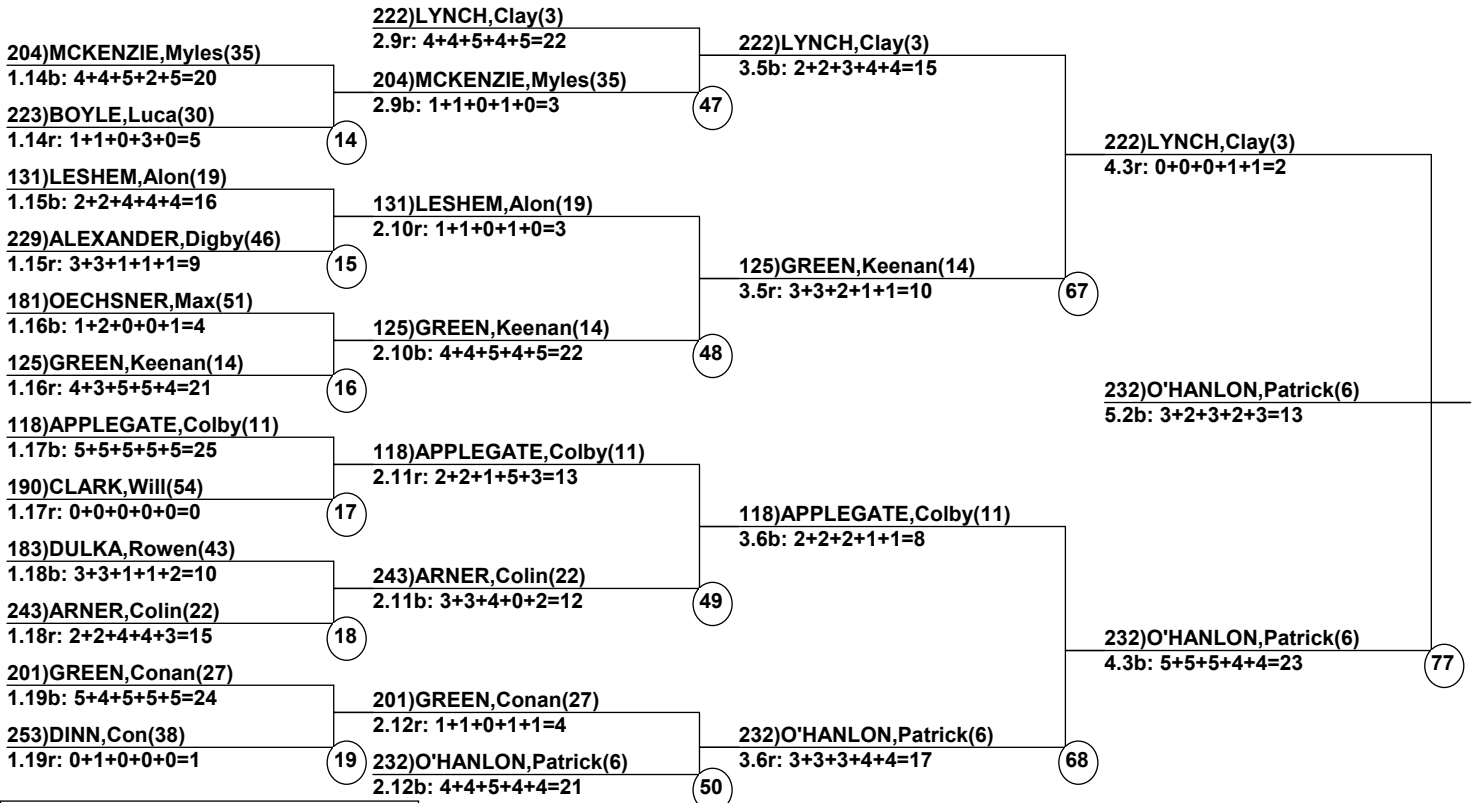 204)MCKENZIE,Myles(35)
1.14b: 4+4+5+2+5=20
223)BOYLE,Luca(30)
1.14r: 1+1+0+3+0=5
14
131)LESHEM,Alon(19)
1.15b: 2+2+4+4+4=16
229)ALEXANDER,Digby(46)
1.15r: 3+3+1+1+1=9
15
181)OECHSNER,Max(51)
1.16b: 1+2+0+0+1=4
125)GREEN,Keenan(14)
1.16r: 4+3+5+5+4=21
16
118)APPLEGATE,Colby(11)
1.17b: 5+5+5+5+5=25
190)CLARK,Will(54)
1.17r: 0+0+0+0+0=0
17
183)DULKA,Rowen(43)
1.18b: 3+3+1+1+2=10
243)ARNER,Colin(22)
1.18r: 2+2+4+4+3=15
18
201)GREEN,Conan(27)
1.19b: 5+4+5+5+5=24
253)DINN,Con(38)
1.19r: 0+1+0+0+0=1
19
222)LYNCH,Clay(3)
2.9r: 4+4+5+4+5=22
204)MCKENZIE,Myles(35)
2.9b: 1+1+0+1+0=3
47
131)LESHEM,Alon(19)
2.10r: 1+1+0+1+0=3
125)GREEN,Keenan(14)
2.10b: 4+4+5+4+5=22
48
118)APPLEGATE,Colby(11)
2.11r: 2+2+1+5+3=13
243)ARNER,Colin(22)
2.11b: 3+3+4+0+2=12
49
201)GREEN,Conan(27)
2.12r: 1+1+0+1+1=4
232)O'HANLON,Patrick(6)
2.12b: 4+4+5+4+4=21
50
222)LYNCH,Clay(3)
3.5b: 2+2+3+4+4=15
125)GREEN,Keenan(14)
3.5r: 3+3+2+1+1=10
67
118)APPLEGATE,Colby(11)
3.6b: 2+2+2+1+1=8
232)O'HANLON,Patrick(6)
3.6r: 3+3+3+4+4=17
68
222)LYNCH,Clay(3)
4.3r: 0+0+0+1+1=2
232)O'HANLON,Patrick(6)
4.3b: 5+5+5+4+4=23
77
232)O'HANLON,Patrick(6)
5.2b: 3+2+3+2+3=13